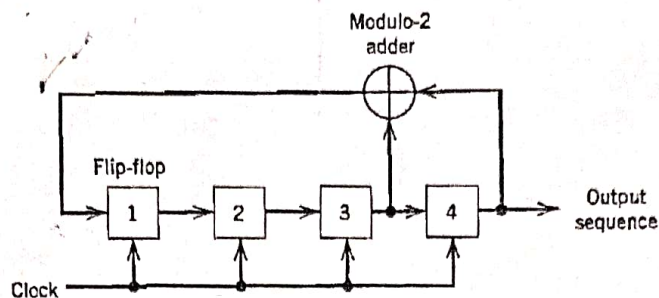 Modulo-2
adder
Flip-flop
1
2
3
4
Output
sequence
Clock